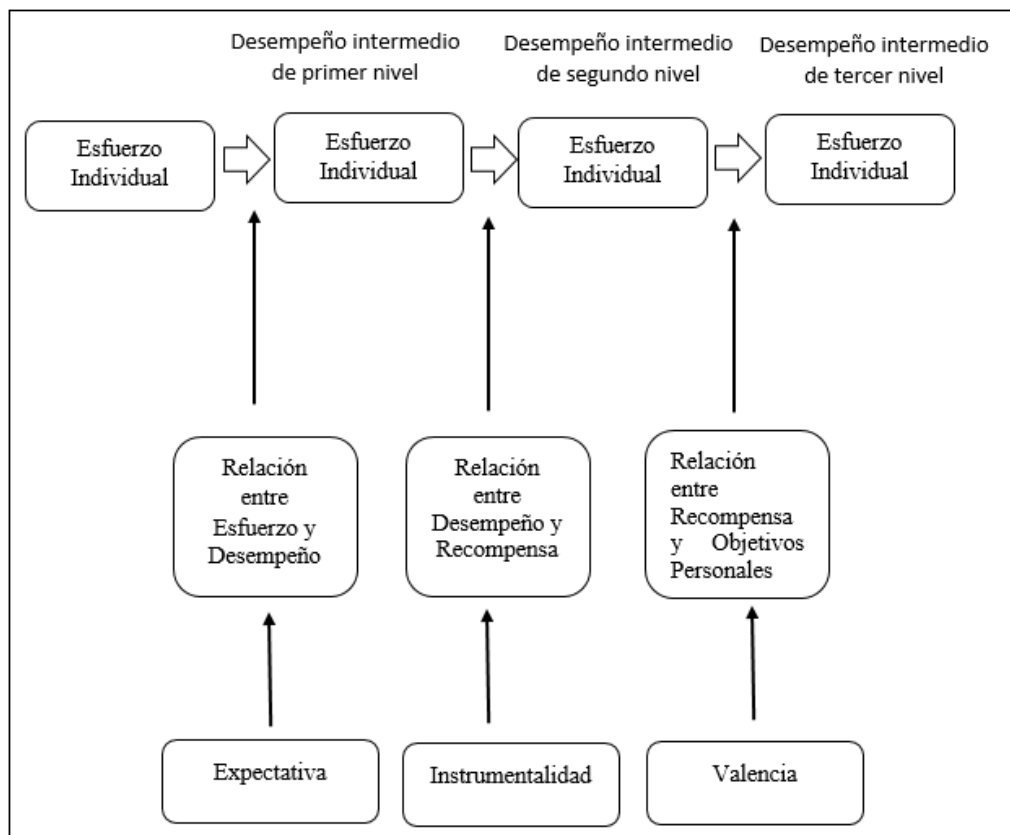 Desempeño intermedio
de primer nivel
Desempeño intermedio
de segundo nivel
Desempeño intermedio
de tercer nivel
Esfuerzo
Individual
Esfuerzo
Individual
Esfuerzo
Individual
Esfuerzo
Individual
Relación
entre
Esfuerzo y
Desempeño
Relación
entre
Desempeño y
Recompensa
Relación
entre
Recompensa
y Objetivos
Personales
Expectativa
Instrumentalidad
Valencia